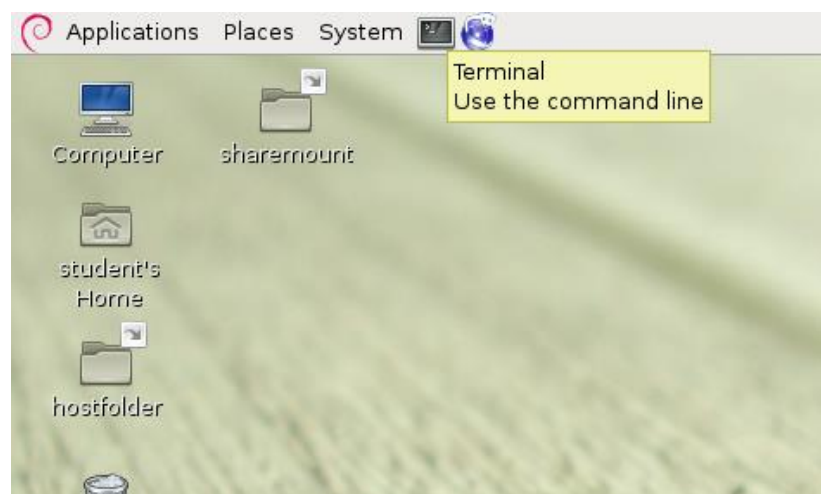 Applications Places System
Terminal
Use the command line
Computer
sharemount
student's
Home
hostfolder